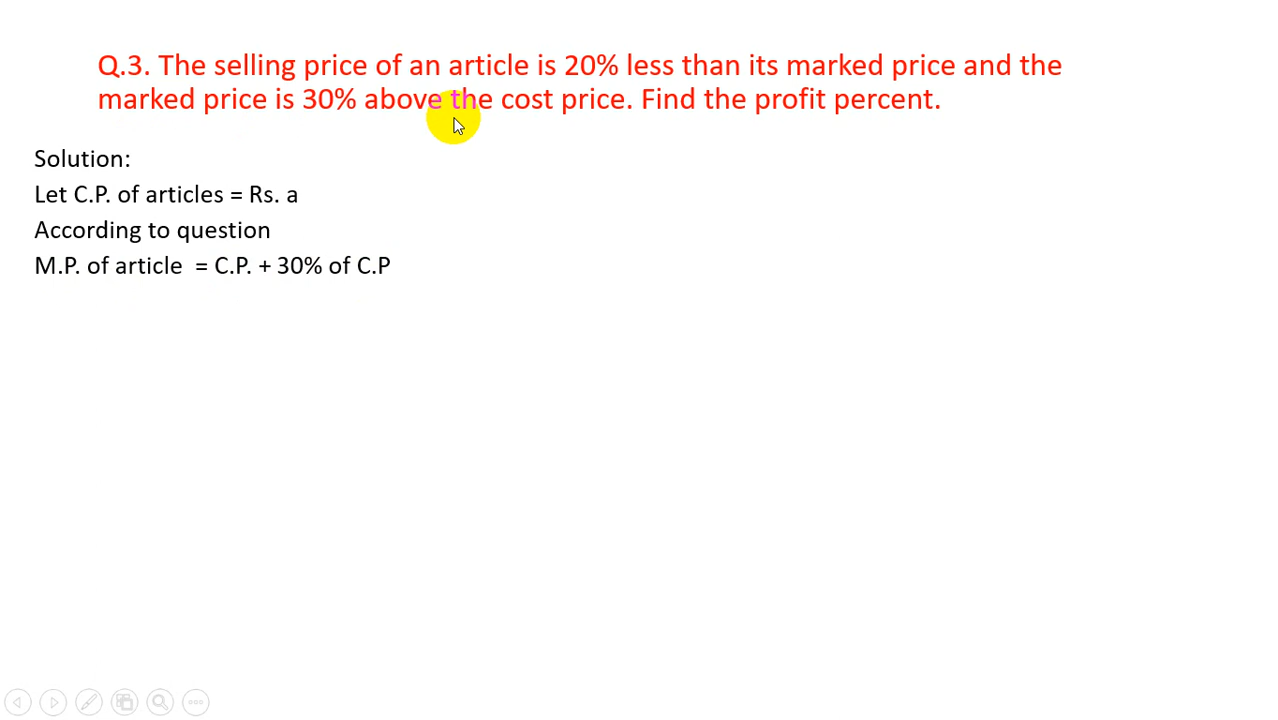 Q.3. The selling price of an article is 20% less than its marked price and the
marked price is 30% above the cost price. Find the profit percent.
Solution:
Let C.P. of articles = Rs. a
According to question
M.P. of article = C.P. + 30% of C.P